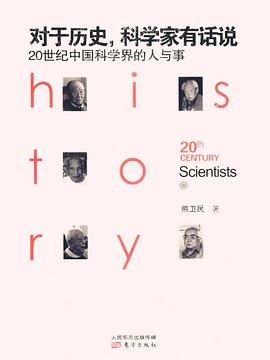 对于历史，科学家有话说
20世纪中国科学界的人与事
h i s
t o
r y
20th
CENTURY
Scientists
熊卫民 著
人民东方出版传媒
東方出版社